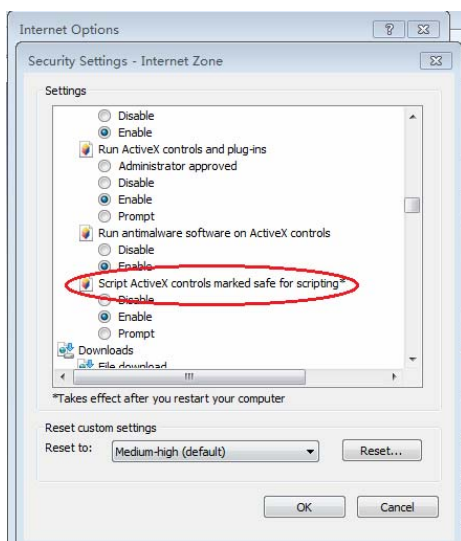 Internet Options
Security Settings - Internet Zone
Settings
Disable
Enable
Run ActiveX controls and plug-ins
Administrator approved
Disable
Enable
Prompt
Run antimalware software on ActiveX controls
Disable
Enable
Script ActiveX controls marked safe for scripting*
Disable
Enable
Prompt
Downloads
File download
*Takes effect after you restart your computer
Reset custom settings
Reset to: Medium-high (default) Reset...
OK Cancel